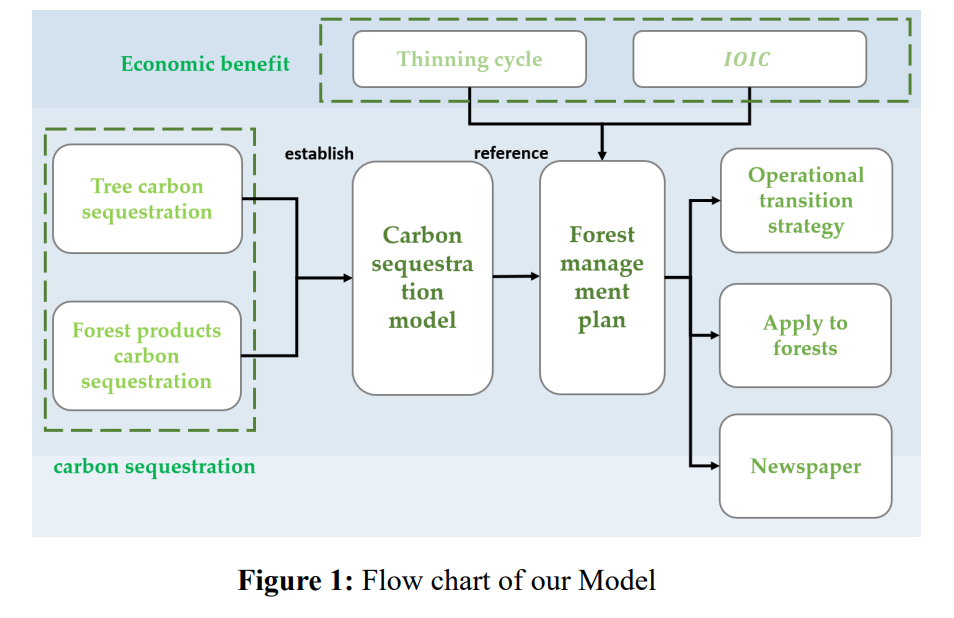 Economic benefit
Thinning cycle
IOIC
establish
reference
Tree carbon
sequestration
Forest products
carbon
sequestration
carbon sequestration
Carbon
sequestra
tion
model
Forest
manage
ment
plan
Operational
transition
strategy
Apply to
forests
Newspaper
Figure 1: Flow chart of our Model